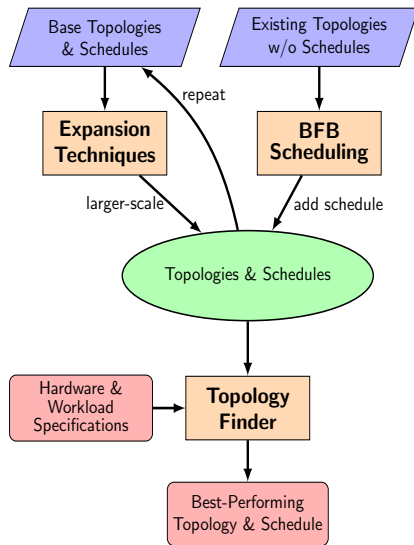 Base Topologies
& Schedules
Existing Topologies
w/o Schedules
repeat
Expansion
Techniques
BFB
Scheduling
larger-scale
add schedule
Topologies & Schedules
Hardware &
Workload
Specifications
Topology
Finder
Best-Performing
Topology & Schedule